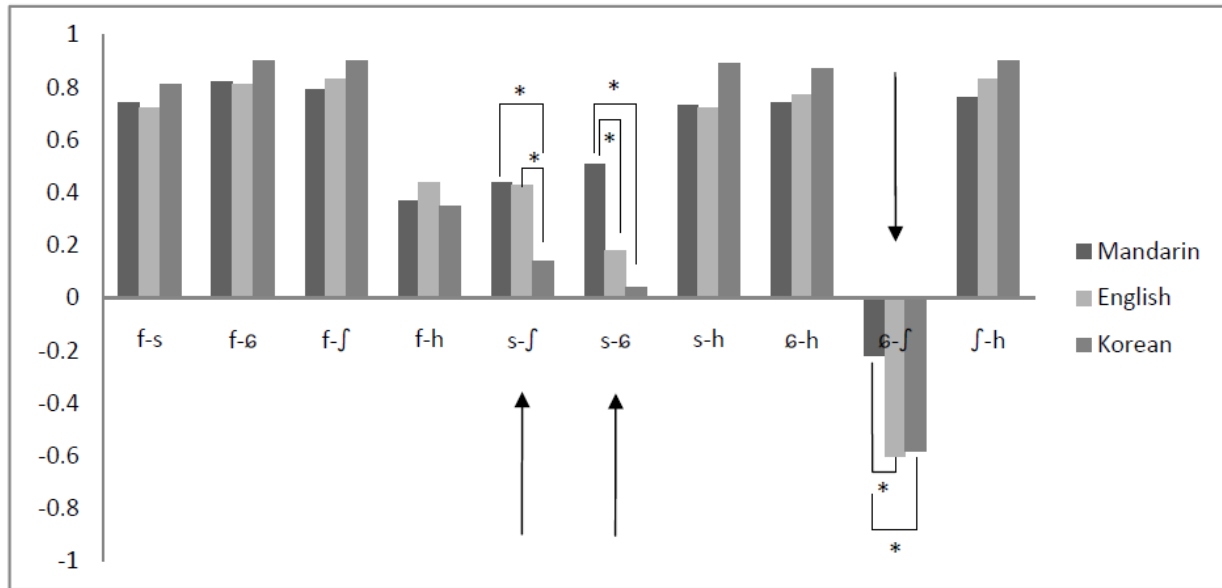 1
0.8
0.6
0.4
0.2
0
-0.2
-0.4
-0.6
-0.8
-1
* * * *
f-s f-ɕ f-ʃ f-h s-ʃ s-ɕ s-h ɕ-h ɕ-ʃ ʃ-h
*
*
Mandarin
English
Korean